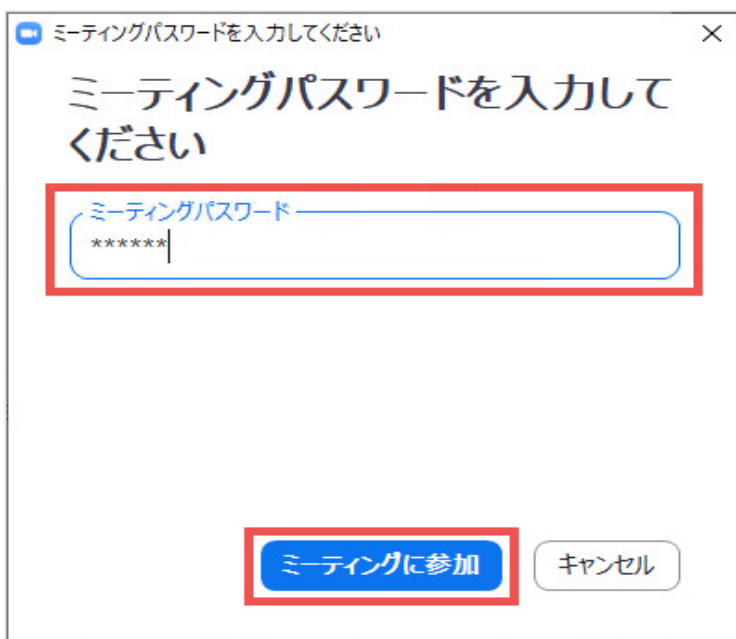 ミーティングパスワードを入力してください
ミーティングパスワードを入力して
ください
ミーティングパスワード
******
ミーティングに参加
キャンセル